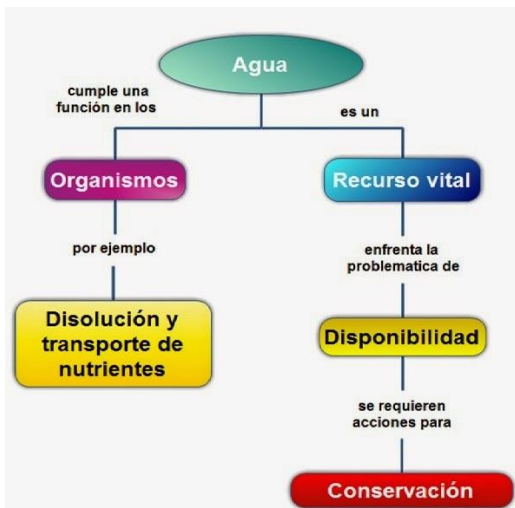 Agua
cumple una
función en los
es un
Organismos
Recurso vital
por ejemplo
enfrenta la
problematica de
Disolución y
transporte de
nutrientes
Disponibilidad
se requieren
acciones para
Conservación